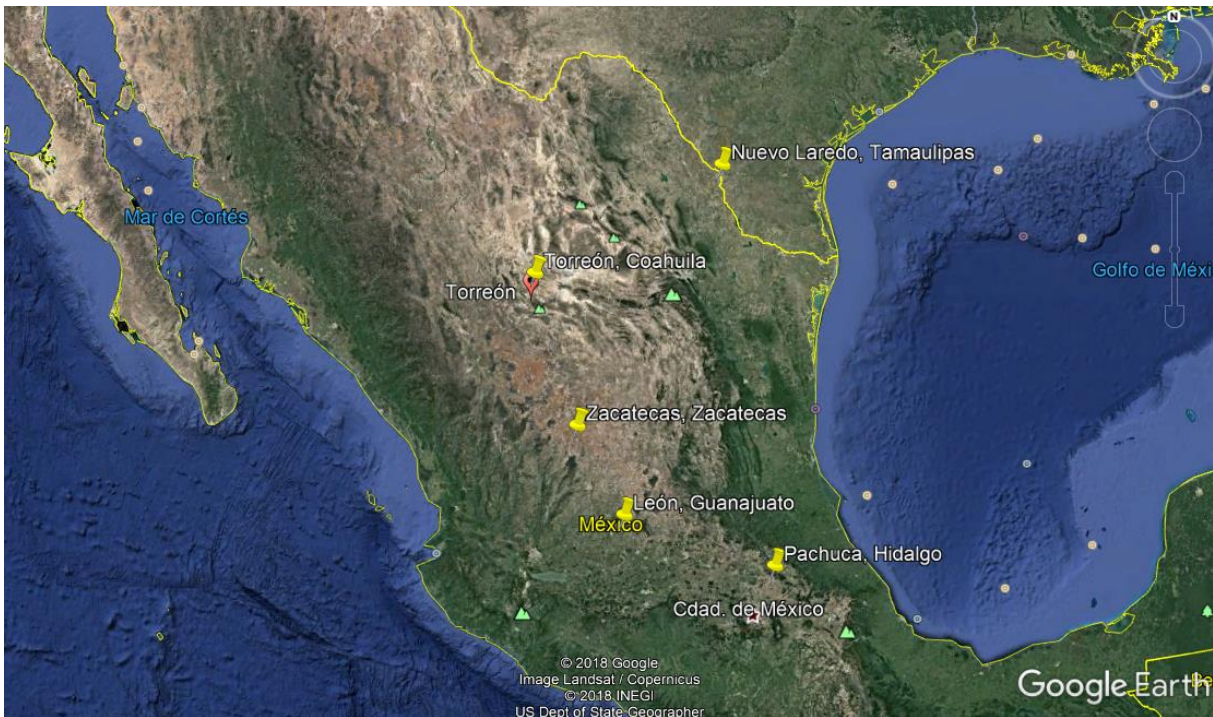 N
Nuevo Laredo, Tamaulipas
Mar de Cortés
Torreón, Coahuila
Golfo de Méxi
Torreón
Zacatecas, Zacatecas
León, Guanajuato
México
Pachuca, Hidalgo
Cdad. de México
© 2018 Google
Image Landsat / Copernicus
© 2018 INEGI
US Dept of State Geographer
Google Earth
Be